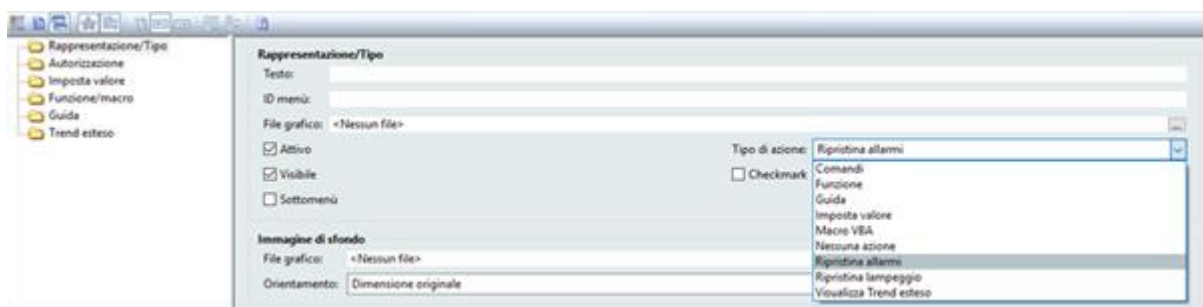 Rappresentazione/Tipo
Autorizzazione
Imposta valore
Funzione/macro
Guida
Trend esteso
Rappresentazione/Tipo
Testo:
ID menù:
File grafico: <Nessun file>
...
Attivo
Tipo di azione: Ripristina allarmi
Visibile
Checkmark
Sottomenù
Comandi
Funzione
Guida
Imposta valore
Macro VBA
Nessuna azione
Ripristina allarmi
Ripristina lampeggio
Visualizza Trend esteso
Immagine di sfondo
File grafico: <Nessun file>
Orientamento: Dimensione originale